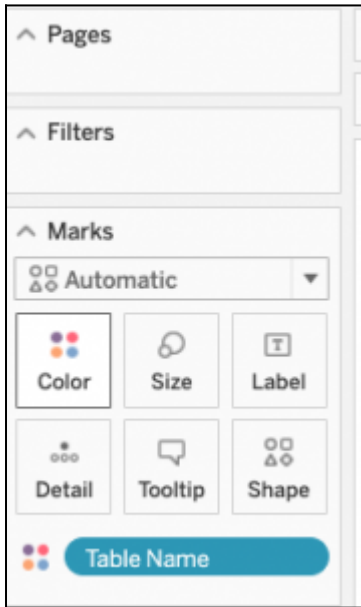 Pages
Filters
Marks
Automatic
Color Size Label
Detail Tooltip Shape
Table Name